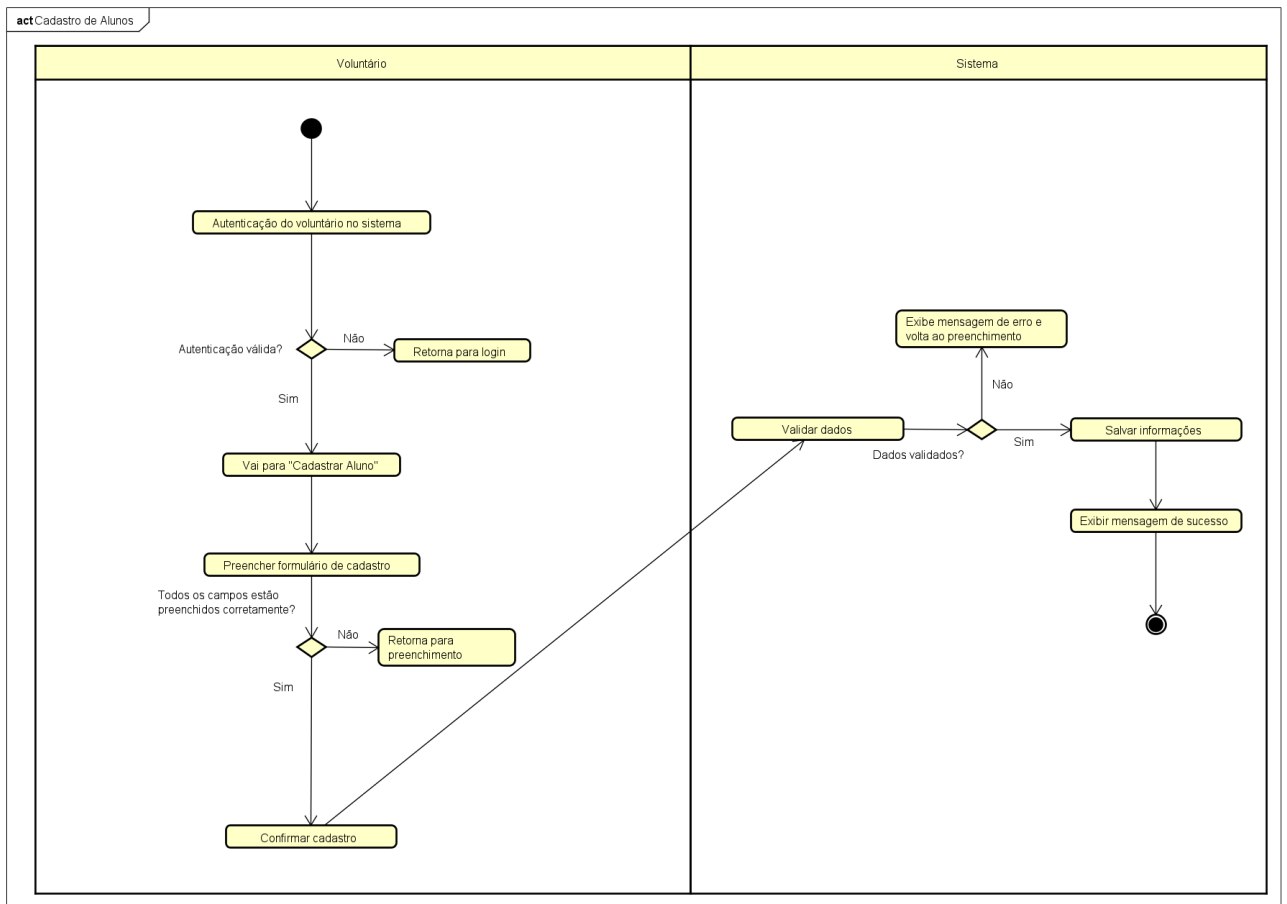 act Cadastro de Alunos
Voluntário
Sistema
Autenticação do voluntário no sistema
Autenticação válida?
Não
Retorna para login
Sim
Vai para "Cadastrar Aluno"
Preencher formulário de cadastro
Todos os campos estão
preenchidos corretamente?
Não
Retorna para
preenchimento
Sim
Confirmar cadastro
Exibe mensagem de erro e
volta ao preenchimento
Não
Validar dados
Dados validados?
Sim
Salvar informações
Exibir mensagem de sucesso